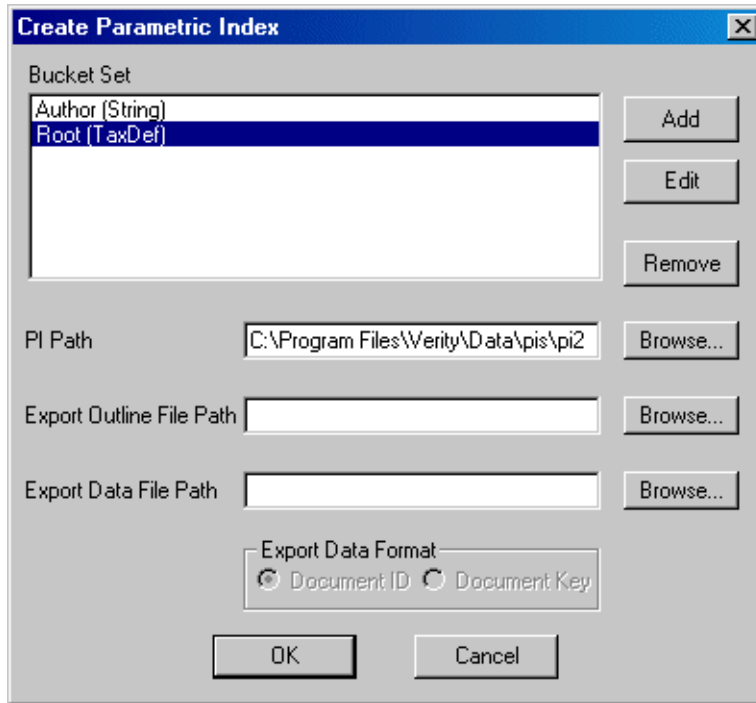 Create Parametric Index
Bucket Set
Author (String)
Root (TaxDef)
Add
Edit
Remove
PI Path
C:\Program Files\Verity\Data\pis\pi2
Browse...
Export Outline File Path
Browse...
Export Data File Path
Browse...
Export Data Format
Document ID
Document Key
OK
Cancel